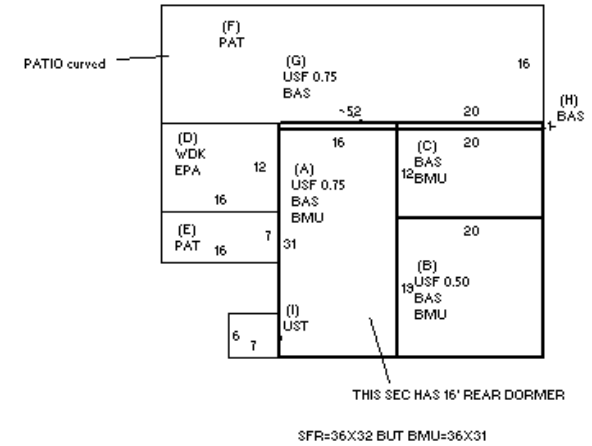 (F)
PAT
PATIO curved
(G)
USF 0.75
BAS
16
(H)
BAS
~52
20
1
16
20
(D)
WDK
EPA
12
16
(A)
USF 0.75
BAS
BMU
(C)
BAS
BMU
12
(E)
PAT
16
7
31
20
(B)
USF 0.50
BAS
BMU
19
(I)
UST
6
7
THIS SEC HAS 16' REAR DORMER
SFR=36X32 BUT BMU=36X31